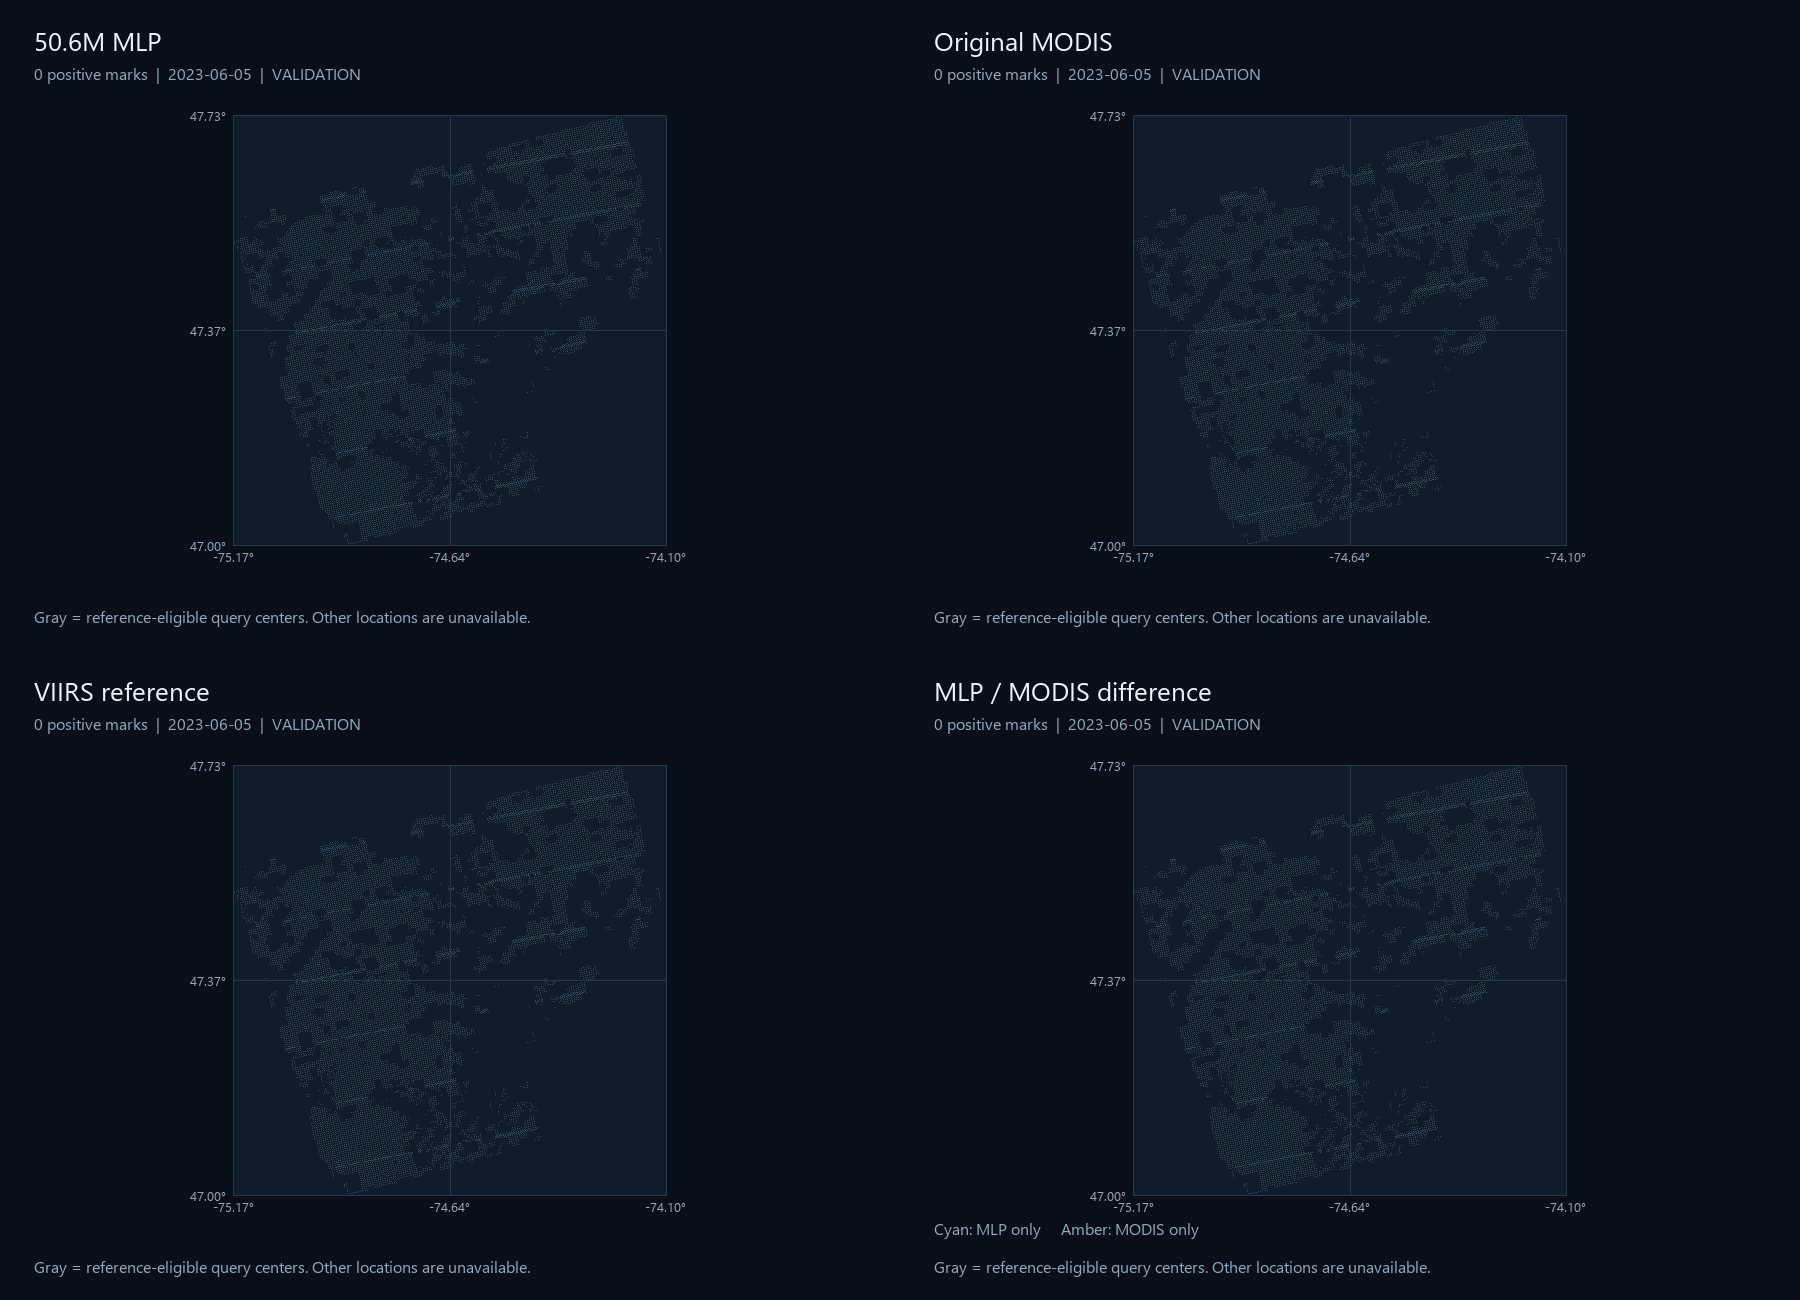 50.6M MLP
0 positive marks | 2023-06-05 | VALIDATION
47.73°
47.37°
47.00°
-75.17°
-74.64°
-74.10°
Gray = reference-eligible query centers. Other locations are unavailable.
Original MODIS
0 positive marks | 2023-06-05 | VALIDATION
47.73°
47.37°
47.00°
-75.17°
-74.64°
-74.10°
Gray = reference-eligible query centers. Other locations are unavailable.
VIIRS reference
0 positive marks | 2023-06-05 | VALIDATION
47.73°
47.37°
47.00°
-75.17°
-74.64°
-74.10°
Gray = reference-eligible query centers. Other locations are unavailable.
MLP / MODIS difference
0 positive marks | 2023-06-05 | VALIDATION
47.73°
47.37°
47.00°
-75.17°
-74.64°
-74.10°
Cyan: MLP only Amber: MODIS only
Gray = reference-eligible query centers. Other locations are unavailable.